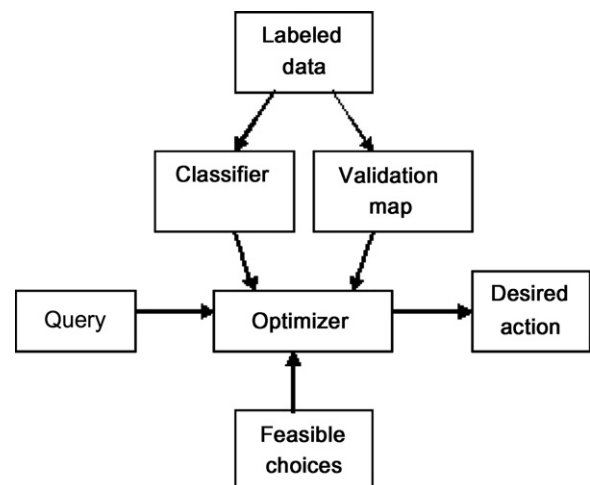 Labeled
data
Classifier
Validation
map
Query
Optimizer
Desired
action
Feasible
choices